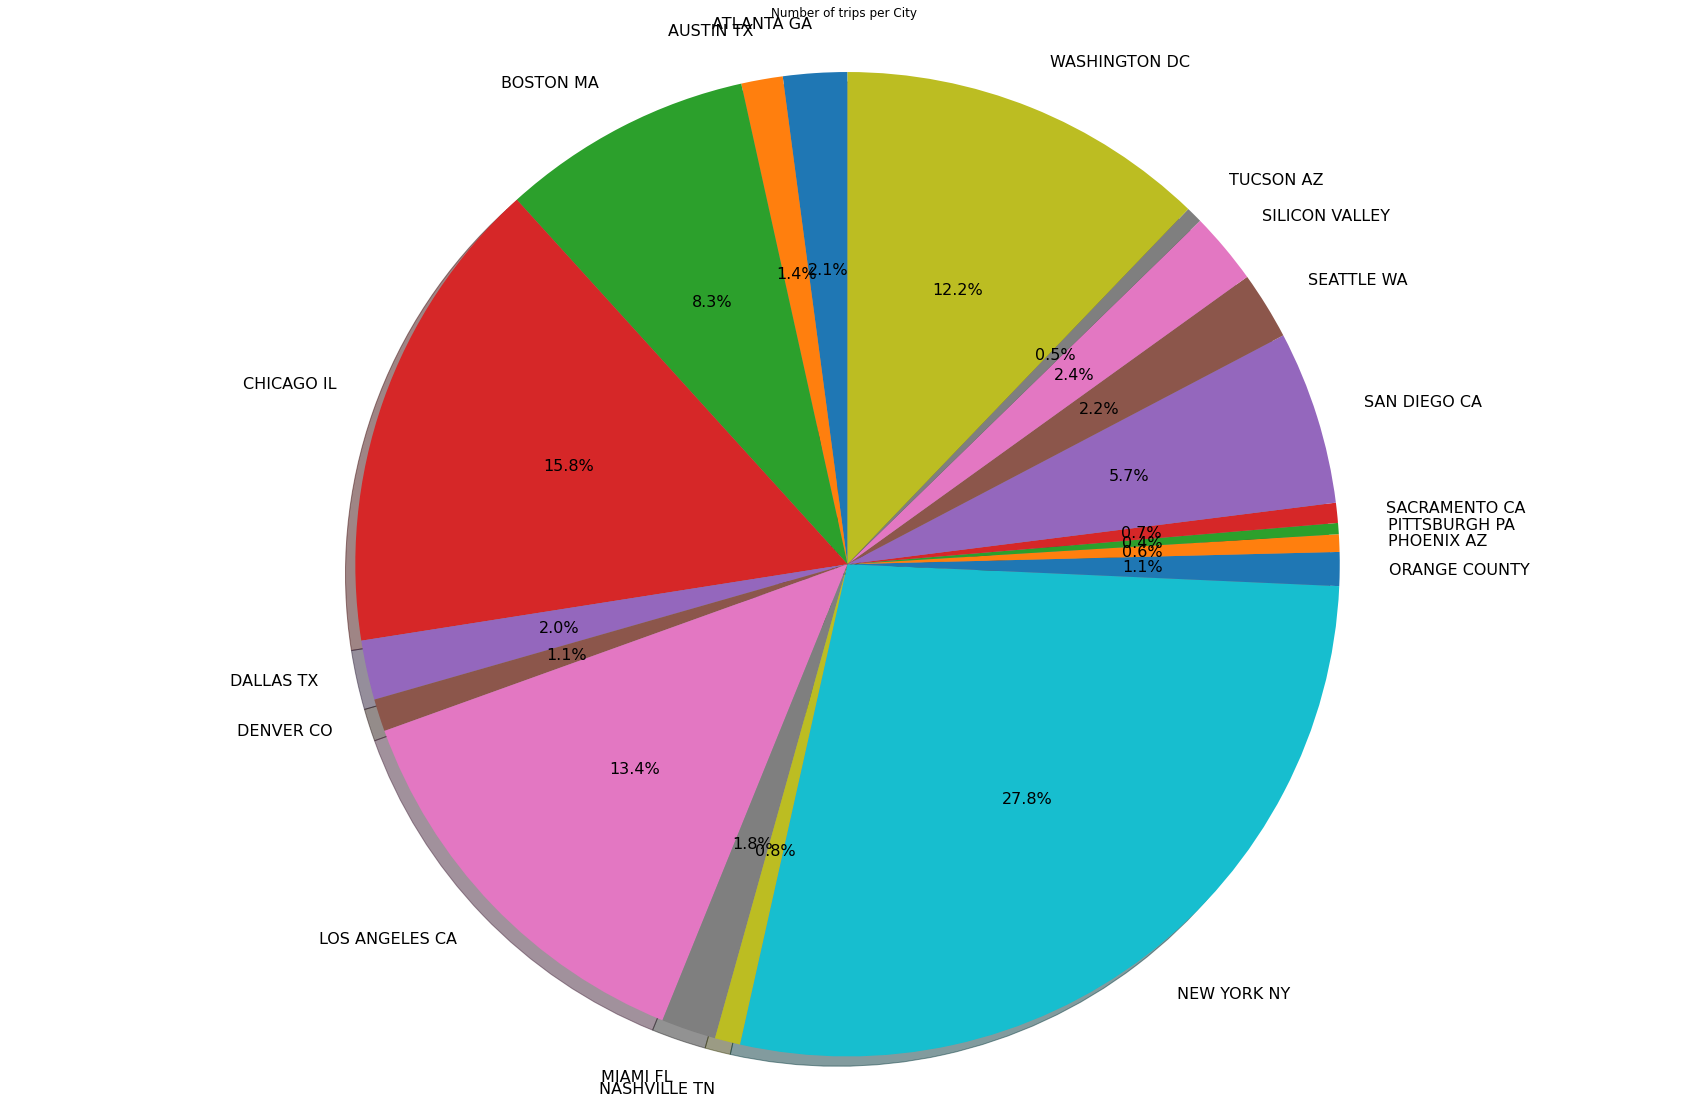 Number of trips per City
ATLANTA GA
AUSTIN TX
BOSTON MA
CHICAGO IL
DALLAS TX
DENVER CO
LOS ANGELES CA
MIAMI FL
NASHVILLE TN
NEW YORK NY
ORANGE COUNTY
PHOENIX AZ
PITTSBURGH PA
SACRAMENTO CA
SAN DIEGO CA
SEATTLE WA
SILICON VALLEY
TUCSON AZ
WASHINGTON DC
2.1%
1.4%
8.3%
15.8%
2.0%
1.1%
13.4%
1.8%
0.8%
27.8%
1.1%
0.6%
0.4%
0.7%
5.7%
2.2%
2.4%
0.5%
12.2%